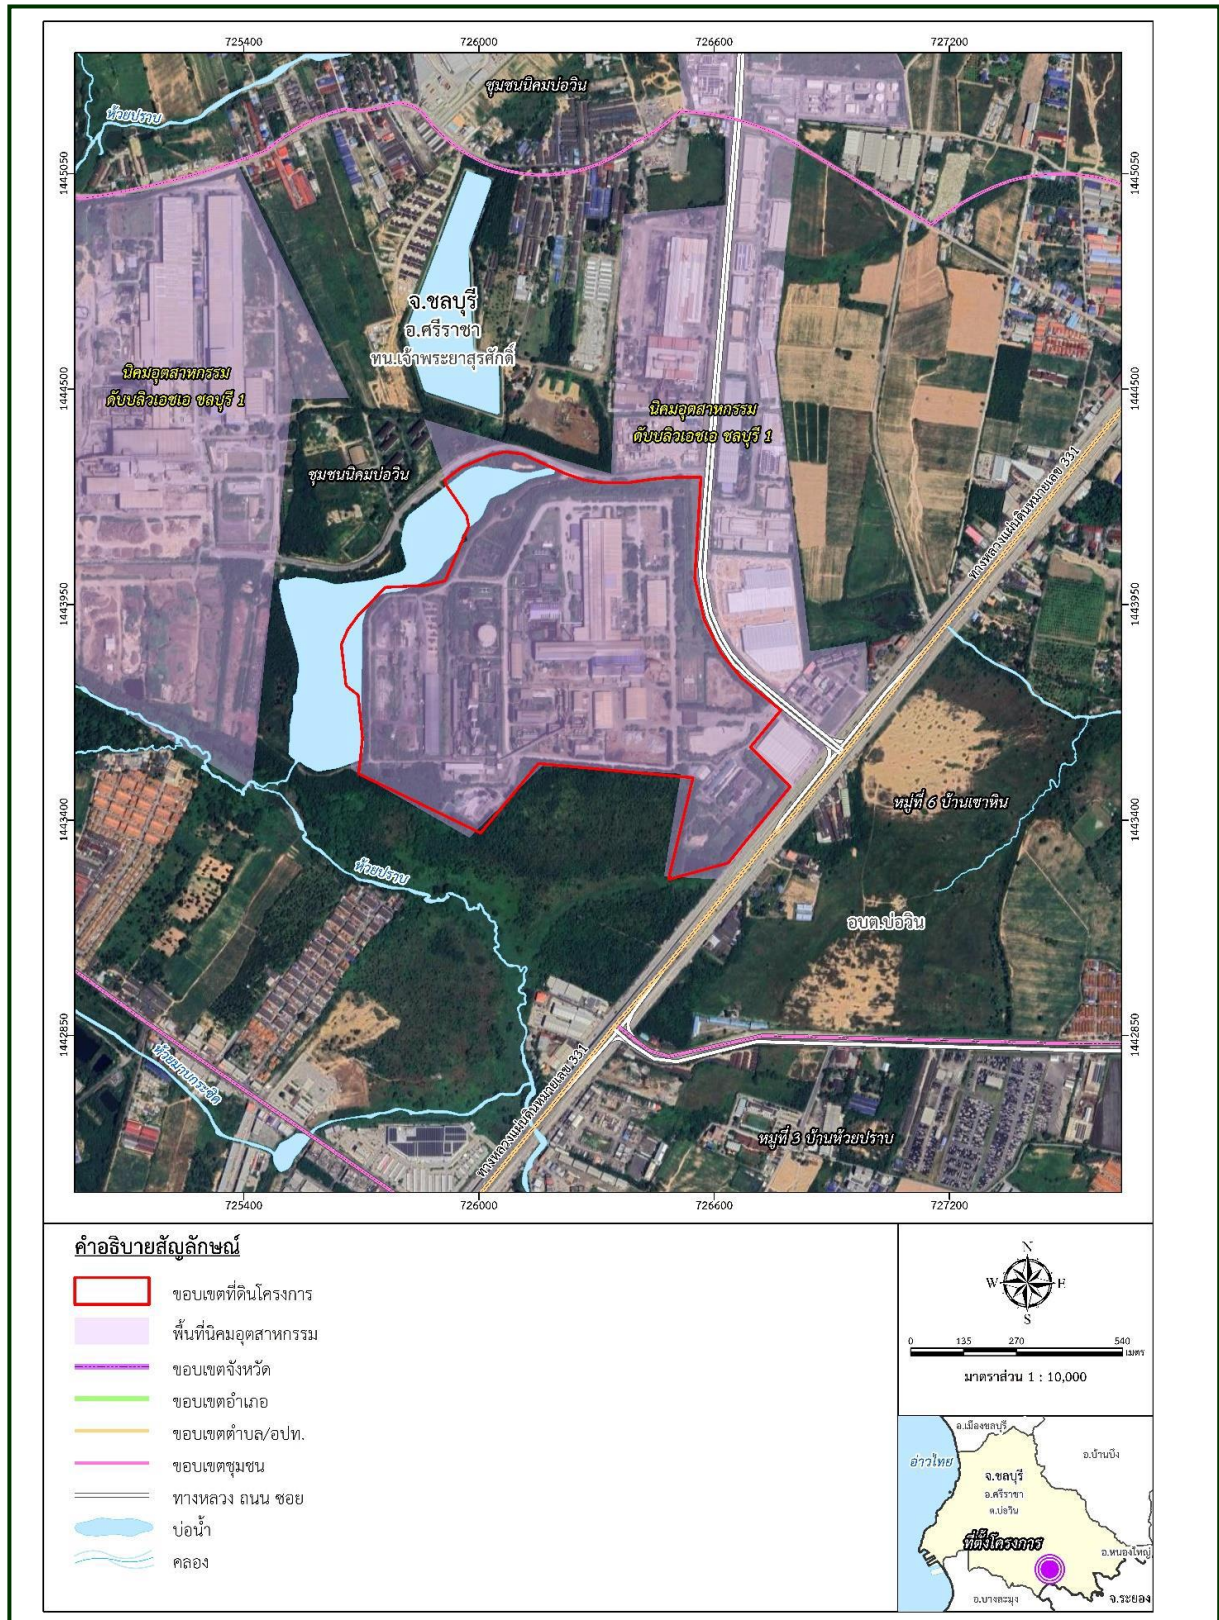 725400 726000 726600 727200
ชุมชนนิคมบ่อวิน
ห้วยปราบ
1445050 1445050
จ.ชลบุรี
อ.ศรีราชา
ทน.เจ้าพระยาสุรศักดิ์
นิคมอุตสาหกรรม
ดับบลิวเอชเอ ชลบุรี 1
1444500 1444500
นิคมอุตสาหกรรม
ดับบลิวเอชเอ ชลบุรี 1
ชุมชนนิคมบ่อวิน
ทางหลวงแผ่นดินหมายเลข 331
1443950 1443950
หมู่ที่ 6 บ้านเขาหิน
1443400 1443400
ห้วยปราบ
อบต.บ่อวิน
1442850 1442850
ห้วยมาบกระชิด
ทางหลวงแผ่นดินหมายเลข 331
หมู่ที่ 3 บ้านห้วยปราบ
725400 726000 726600 727200
คำอธิบายสัญลักษณ์
ขอบเขตที่ดินโครงการ
พื้นที่นิคมอุตสาหกรรม
ขอบเขตจังหวัด
ขอบเขตอำเภอ
ขอบเขตตำบล/อปท.
ขอบเขตชุมชน
ทางหลวง ถนน ซอย
บ่อน้ำ
คลอง
N
W E
S
0 135 270 540
เมตร
มาตราส่วน 1 : 10,000
อ.เมืองชลบุรี
อ.บ้านบึง
อ่าวไทย
จ.ชลบุรี
อ.ศรีราชา
ต.บ่อวิน
ที่ตั้งโครงการ
อ.หนองใหญ่
อ.บางละมุง
จ.ระยอง